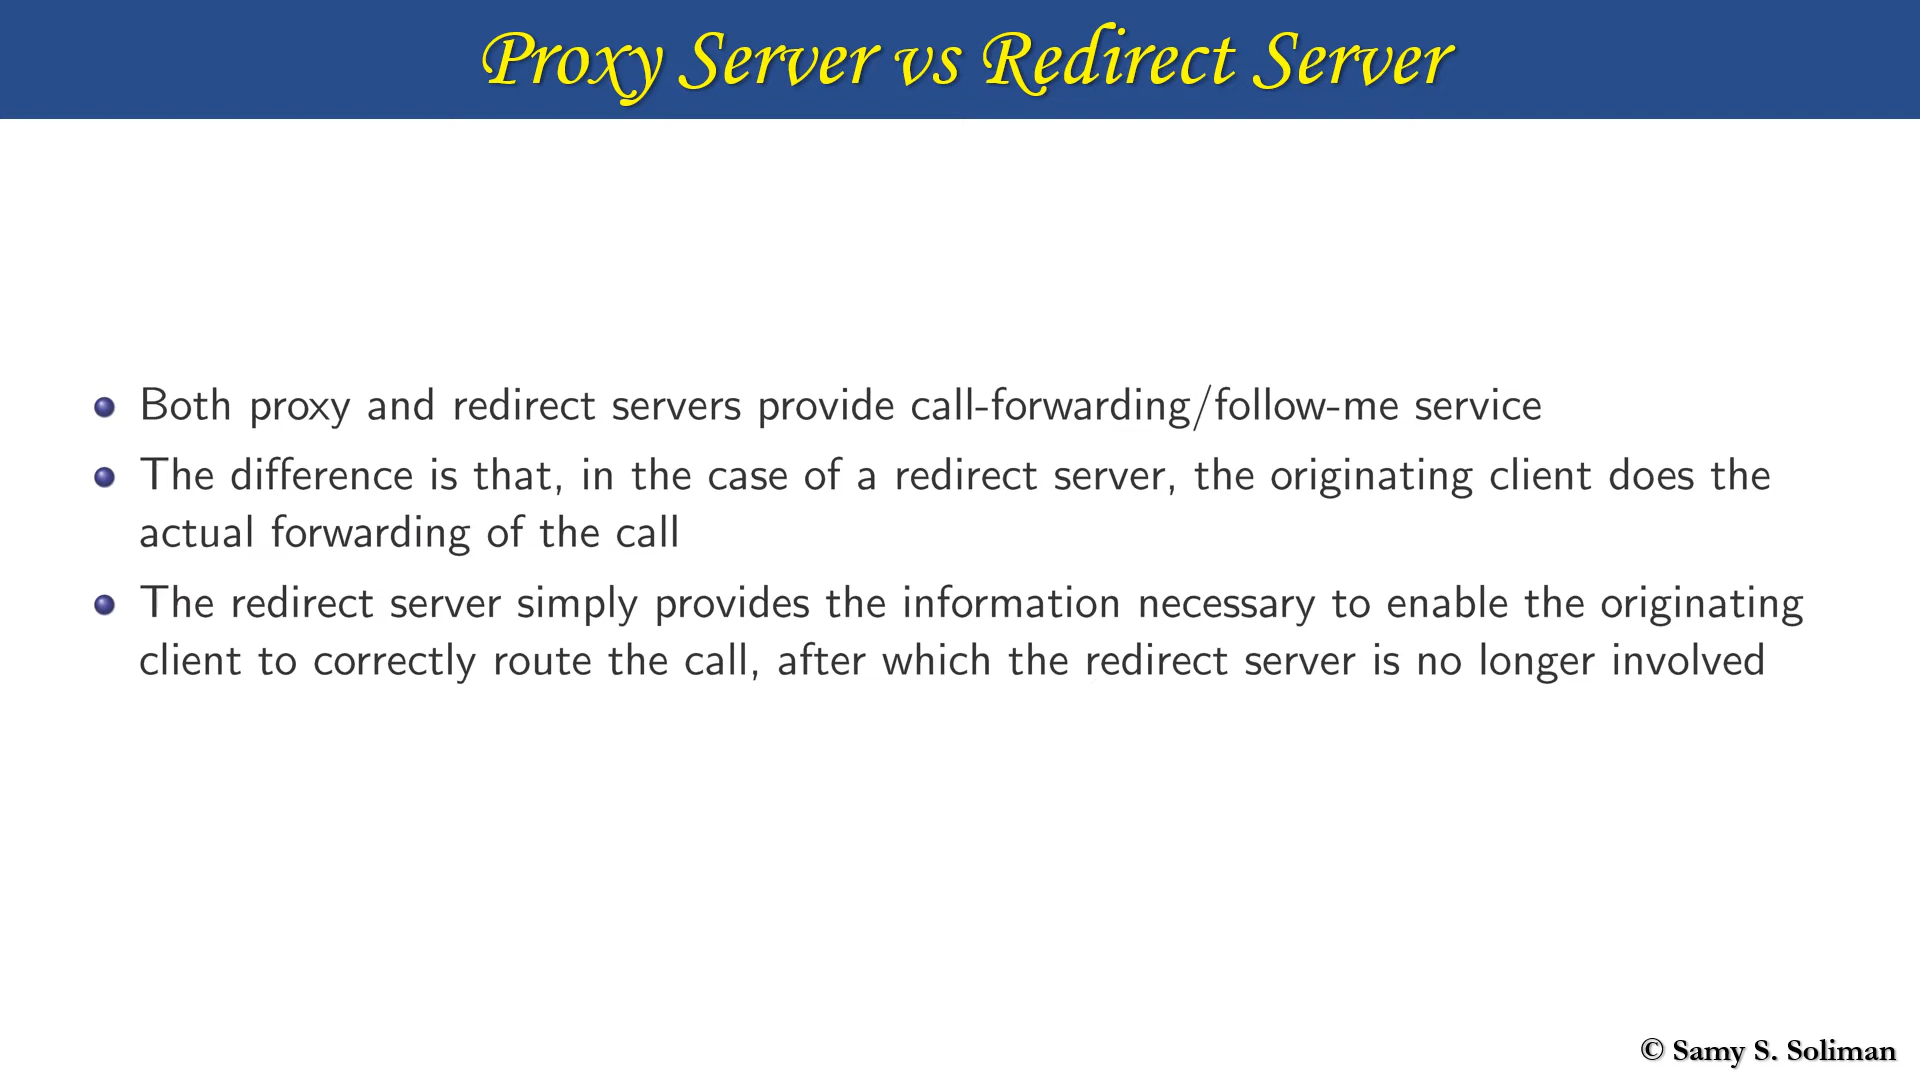 Proxy Server vs Redirect Server
Both proxy and redirect servers provide call-forwarding/follow-me service
The difference is that, in the case of a redirect server, the originating client does the
actual forwarding of the call
The redirect server simply provides the information necessary to enable the originating
client to correctly route the call, after which the redirect server is no longer involved
© Samy S. Soliman